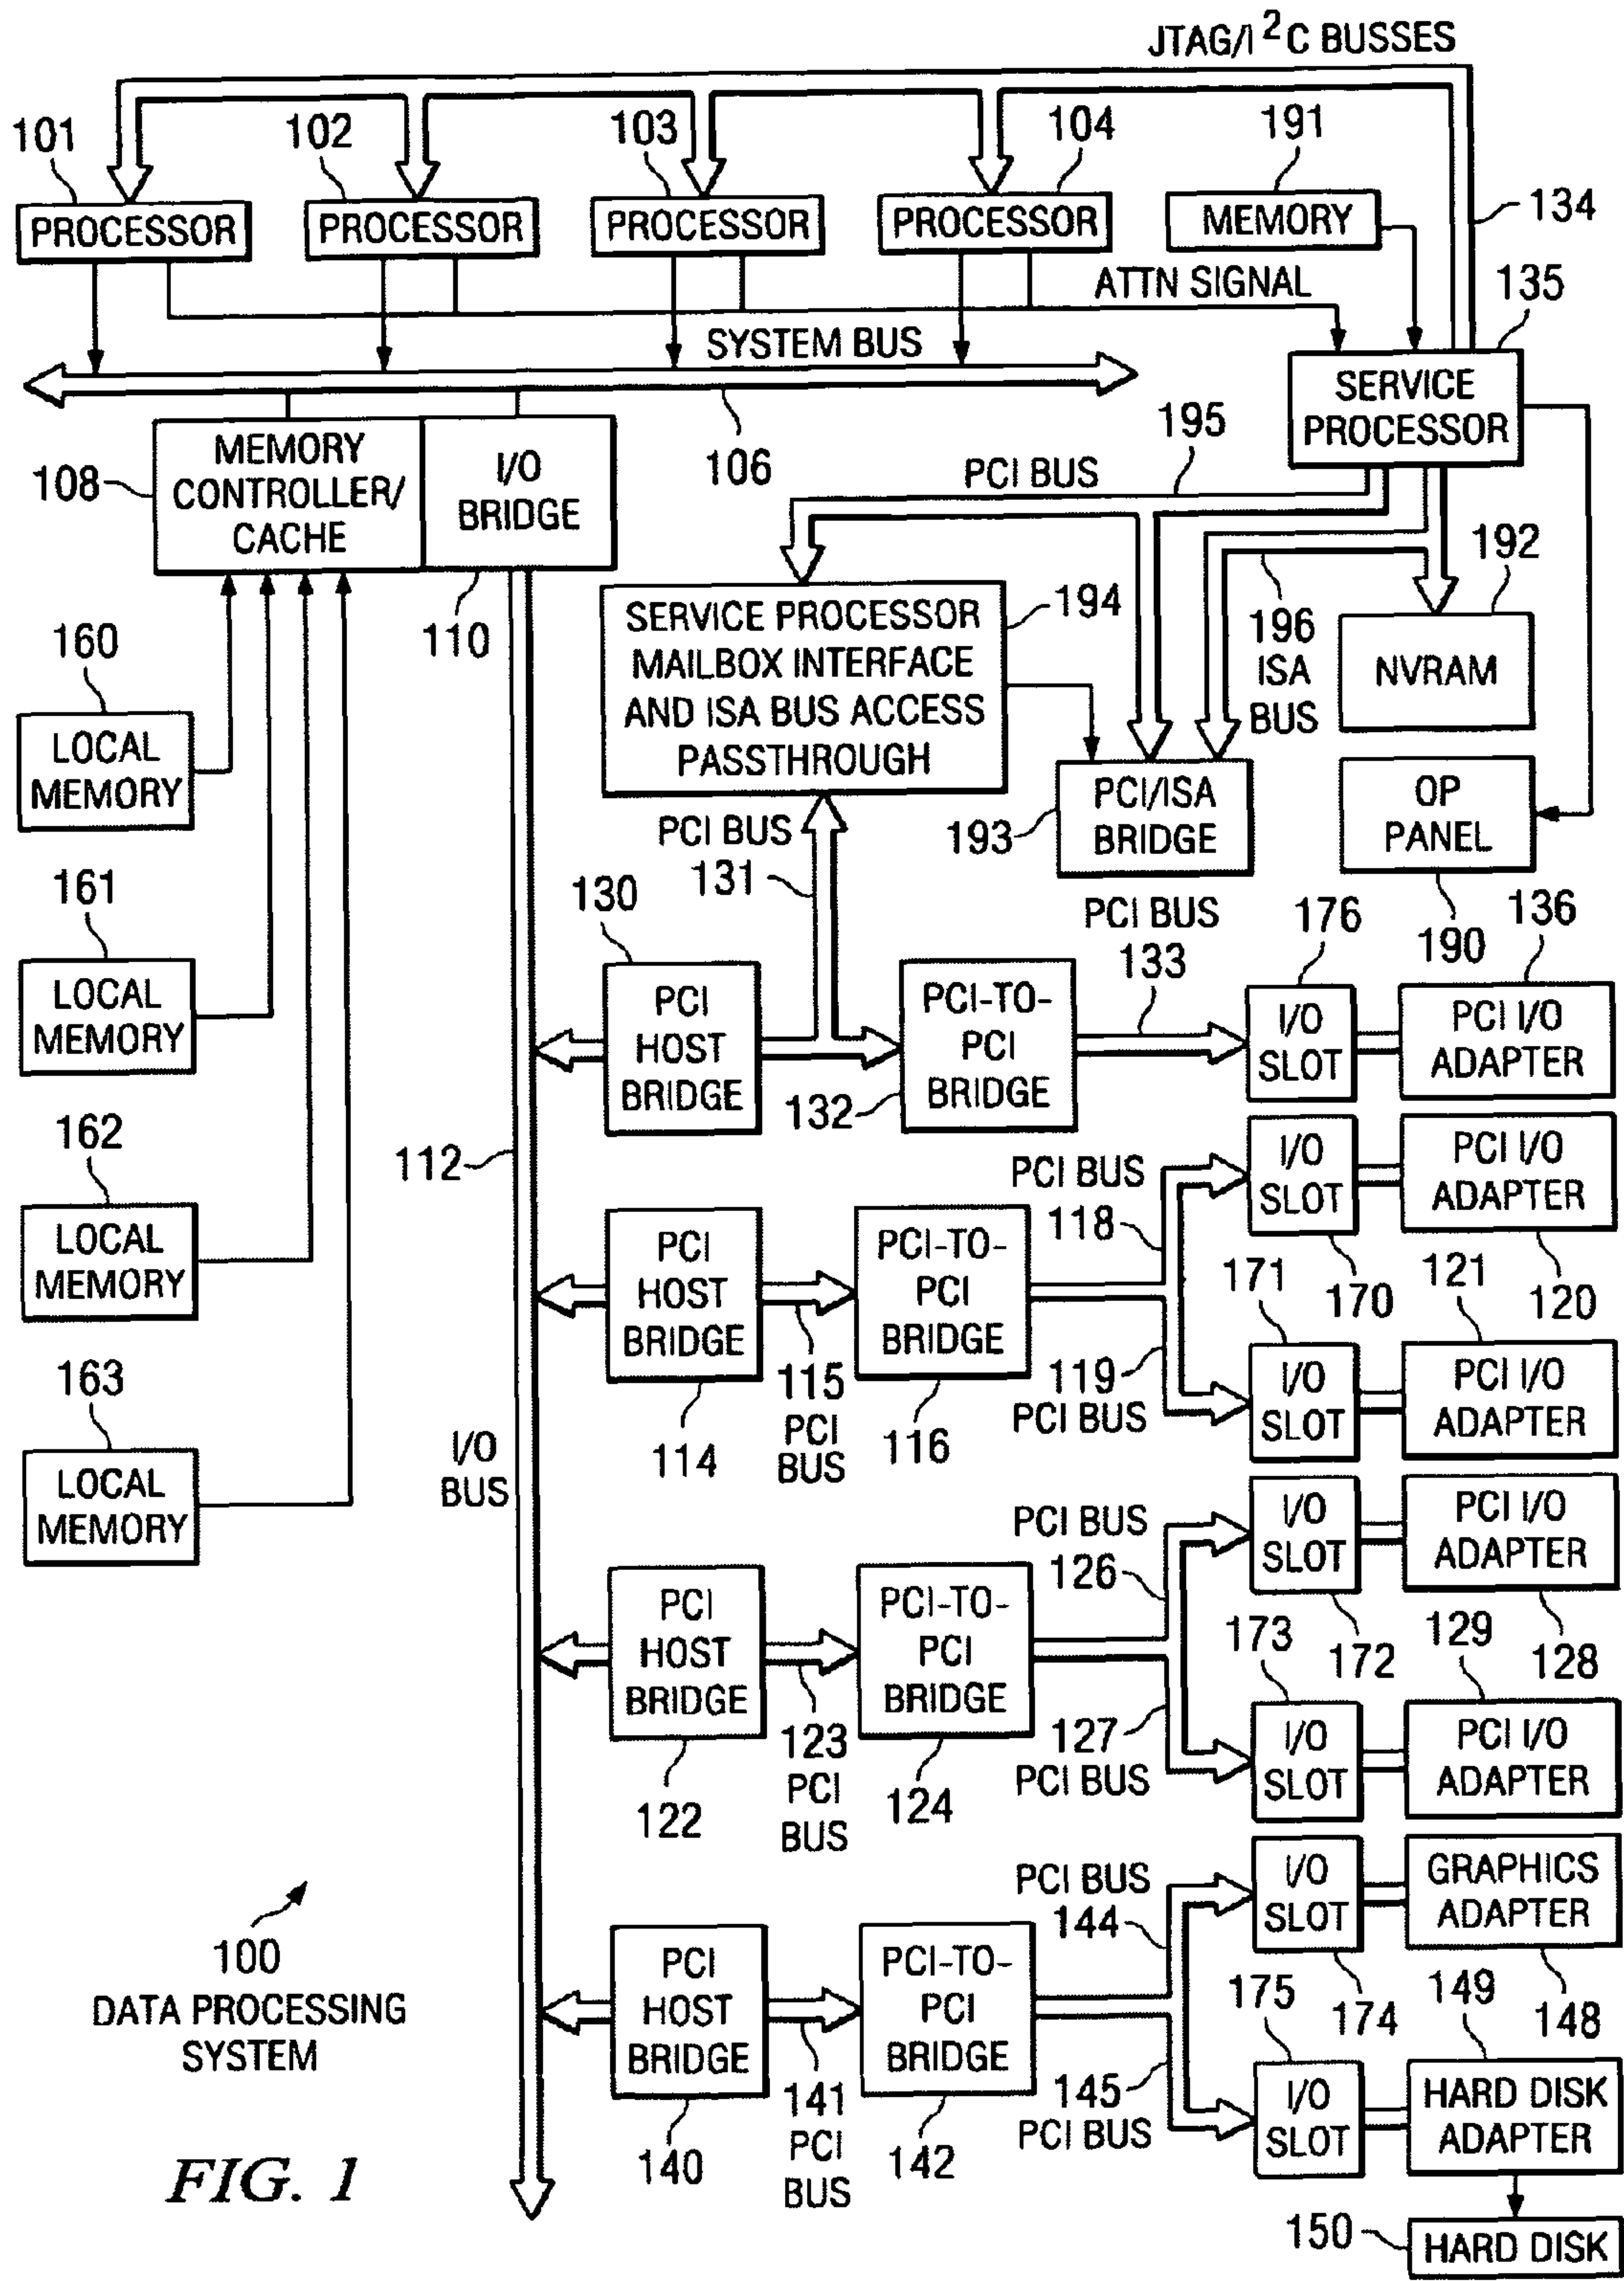 JTAG/I 2C BUSSES
101
102
103
104
191
PROCESSOR
PROCESSOR
PROCESSOR
PROCESSOR
MEMORY
134
ATTN SIGNAL
135
SYSTEM BUS
SERVICE
PROCESSOR
108
MEMORY
CONTROLLER/
CACHE
I/O
BRIDGE
106
195
PCI BUS
110
192
194
SERVICE PROCESSOR
MAILBOX INTERFACE
AND ISA BUS ACCESS
PASSTHROUGH
196
ISA
BUS
NVRAM
160
LOCAL
MEMORY
PCI BUS
131
193
PCI/ISA
BRIDGE
OP
PANEL
190
161
LOCAL
MEMORY
130
PCI
HOST
BRIDGE
132
PCI-TO-
PCI
BRIDGE
PCI BUS
133
176
I/O
SLOT
136
PCI I/O
ADAPTER
162
LOCAL
MEMORY
112
PCI
HOST
BRIDGE
114
115
PCI
BUS
PCI-TO-
PCI
BRIDGE
116
PCI BUS
118
I/O
SLOT
170
PCI I/O
ADAPTER
120
119
PCI BUS
171
I/O
SLOT
121
PCI I/O
ADAPTER
163
LOCAL
MEMORY
I/O
BUS
PCI
HOST
BRIDGE
122
123
PCI
BUS
PCI-TO-
PCI
BRIDGE
124
PCI BUS
126
I/O
SLOT
172
PCI I/O
ADAPTER
128
127
PCI BUS
173
I/O
SLOT
129
PCI I/O
ADAPTER
100
DATA PROCESSING
SYSTEM
PCI
HOST
BRIDGE
140
141
PCI
BUS
PCI-TO-
PCI
BRIDGE
142
PCI BUS
144
I/O
SLOT
174
GRAPHICS
ADAPTER
148
145
PCI BUS
175
I/O
SLOT
149
HARD DISK
ADAPTER
150
HARD DISK
FIG. 1